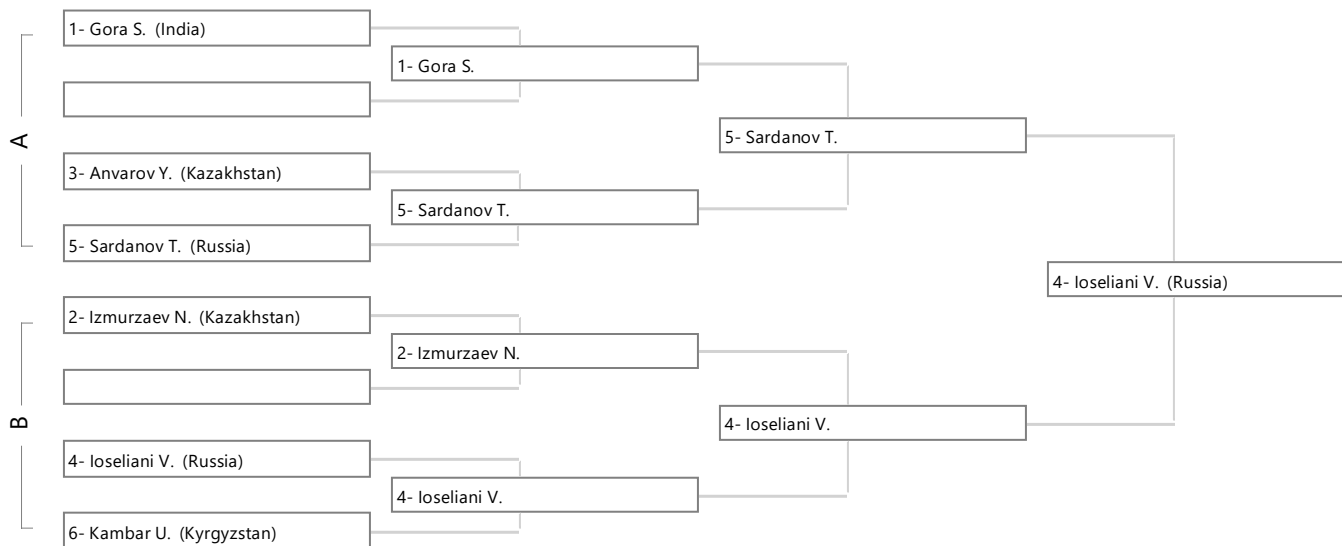 1- Gora S. (India)
1- Gora S.
A
3- Anvarov Y. (Kazakhstan)
5- Sardanov T.
5- Sardanov T. (Russia)
5- Sardanov T.
2- Izmurzaev N. (Kazakhstan)
2- Izmurzaev N.
B
4- Ioseliani V. (Russia)
4- Ioseliani V.
6- Kambar U. (Kyrgyzstan)
4- Ioseliani V.
4- Ioseliani V. (Russia)